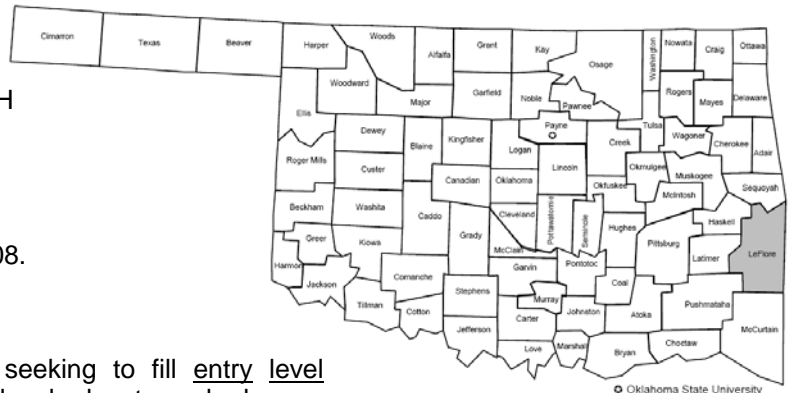 Cimarron Texas Beaver Harper Woods Alfalfa Grant Kay Osage Washington Nowata Craig Ottawa
Woodward Major Garfield Noble Pawnee Rogers Mayes Delaware
H
Ellis Dewey Blaine Kingfisher Logan Payne Creek Tulsa Wagoner Cherokee Adair
Roger Mills Custer Canadian Oklahoma Lincoln Okfuskee Okmulgee Muskogee McIntosh Sequoyah
Beckham Washita Caddo Grady Cleveland Pottawatomie Seminole Hughes Pittsburg Haskell
08.
Greer Kiowa McClain Garvin Pontotoc Coal Latimer LeFlore
Harmon Jackson Comanche Stephens Murray Johnston Atoka Pushmataha
Tillman Cotton Jefferson Carter Love Marshall Bryan Choctaw McCurtain
seeking to fill entry level
Oklahoma State University